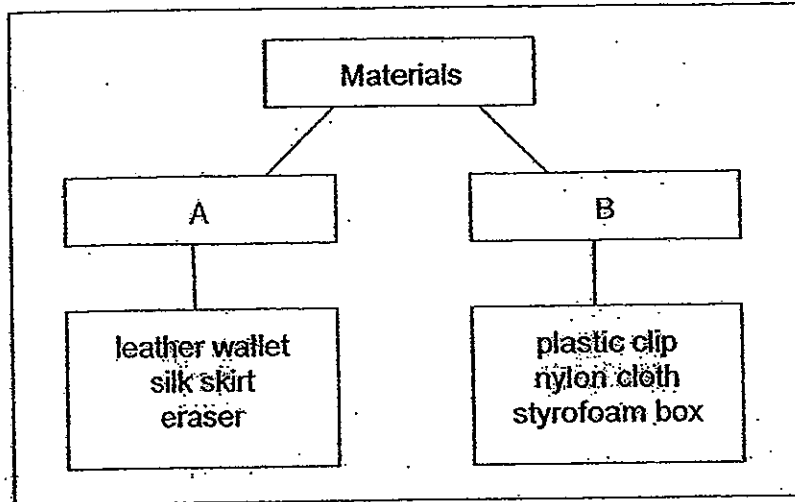 Materials
A
B
leather wallet
silk skirt
eraser
plastic clip
nylon cloth
styrofoam box